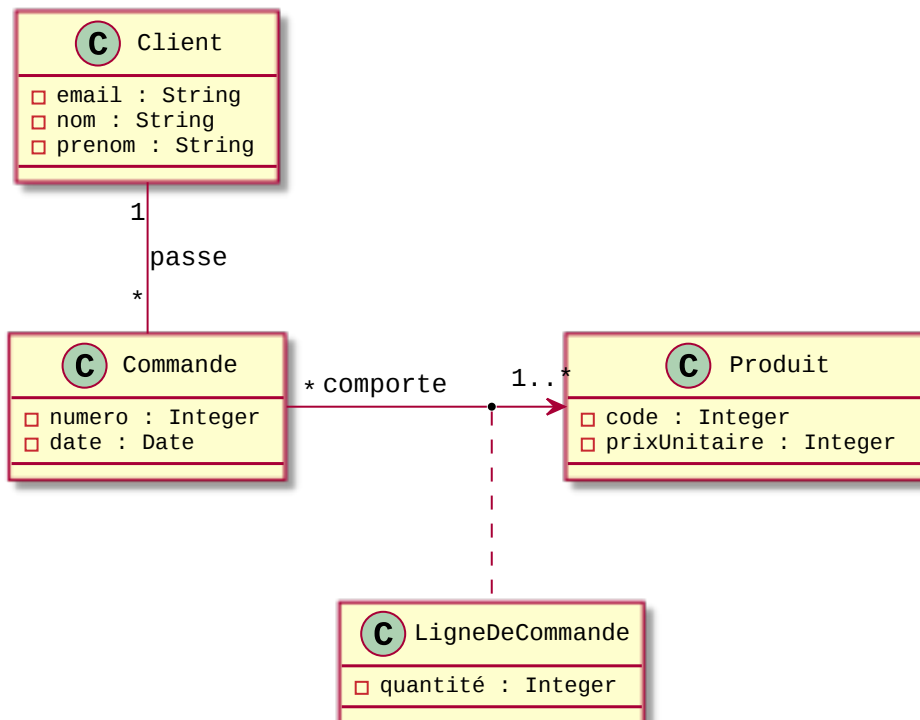 C Client
email : String
nom : String
prenom : String
1
passe
*
C Commande
numero : Integer
date : Date
* comporte 1..*
C Produit
code : Integer
prixUnitaire : Integer
C LigneDeCommande
quantité : Integer